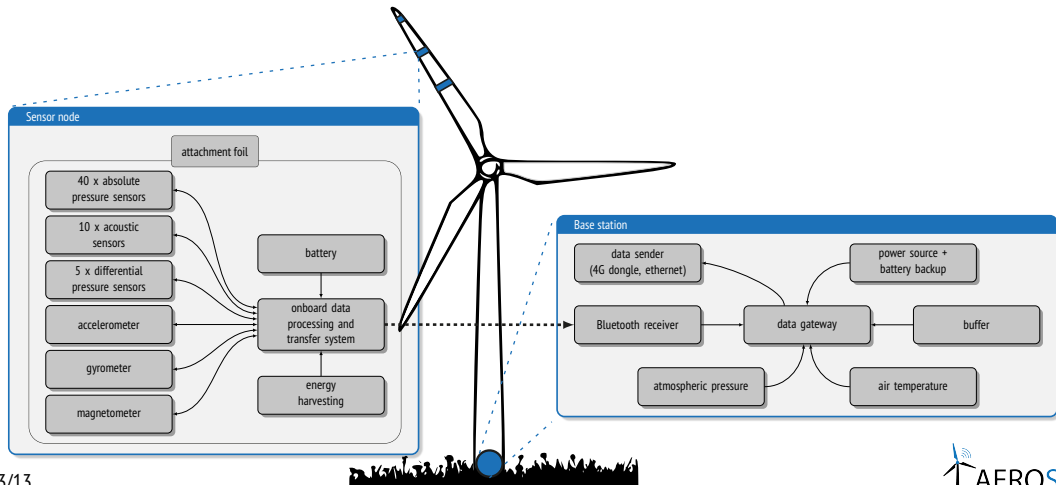 Sensor node
attachment foil
40 x absolute
pressure sensors
10 x acoustic
sensors
5 x differential
pressure sensors
accelerometer
gyrometer
magnetometer
battery
onboard data
processing and
transfer system
energy
harvesting
Base station
data sender
(4G dongle, ethernet)
power source +
battery backup
Bluetooth receiver
data gateway
buffer
atmospheric pressure
air temperature
3/13
AEROS